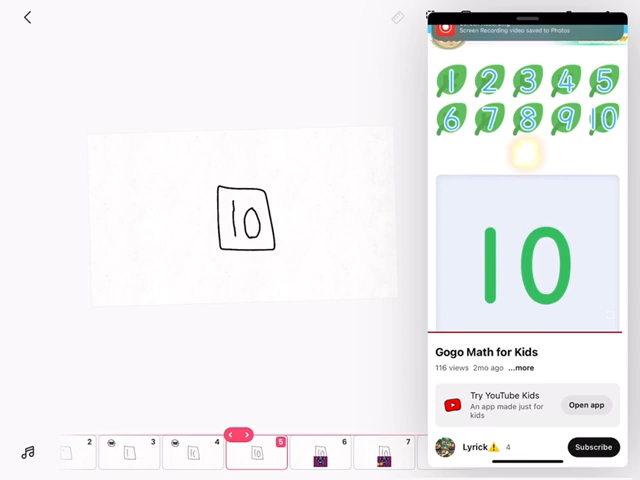 Screen Recording video saved to Photos
1 2 3 4 5
6 7 8 9 10
10
10
Gogo Math for Kids
116 views 2mo ago ...more
Try YouTube Kids
An app made just for
kids
Open app
Lyrick⚠️ 4
Subscribe
2 3 4 5 6 7